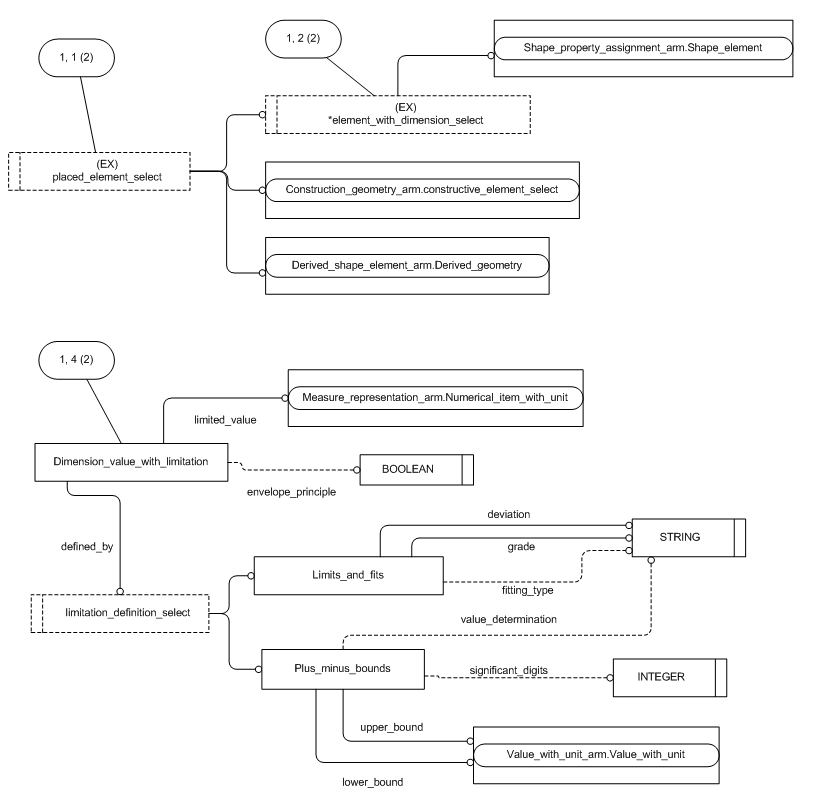 1, 2 (2)
Shape_property_assignment_arm.Shape_element
1, 1 (2)
(EX)
*element_with_dimension_select
(EX)
placed_element_select
Construction_geometry_arm.constructive_element_select
Derived_shape_element_arm.Derived_geometry
1, 4 (2)
Measure_representation_arm.Numerical_item_with_unit
limited_value
Dimension_value_with_limitation
BOOLEAN
envelope_principle
deviation
STRING
defined_by
grade
Limits_and_fits
fitting_type
limitation_definition_select
value_determination
Plus_minus_bounds
significant_digits
INTEGER
upper_bound
Value_with_unit_arm.Value_with_unit
lower_bound